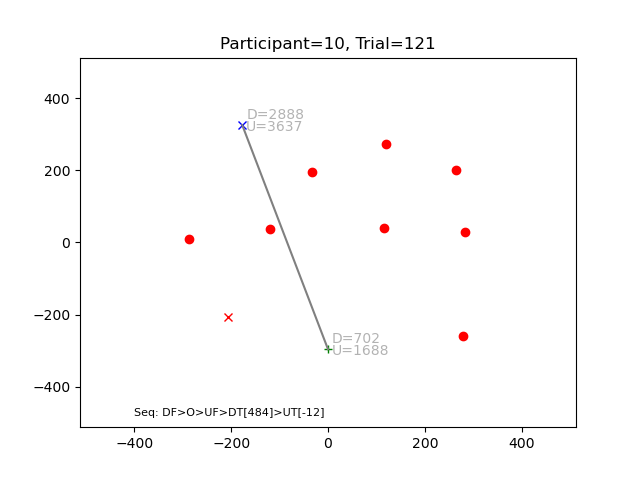 Participant=10, Trial=121
400
200
0
−200
−400
D=2888
U=3637
D=702
U=1688
Seq: DF>O>UF>DT[484]>UT[-12]
−400 −200 0 200 400